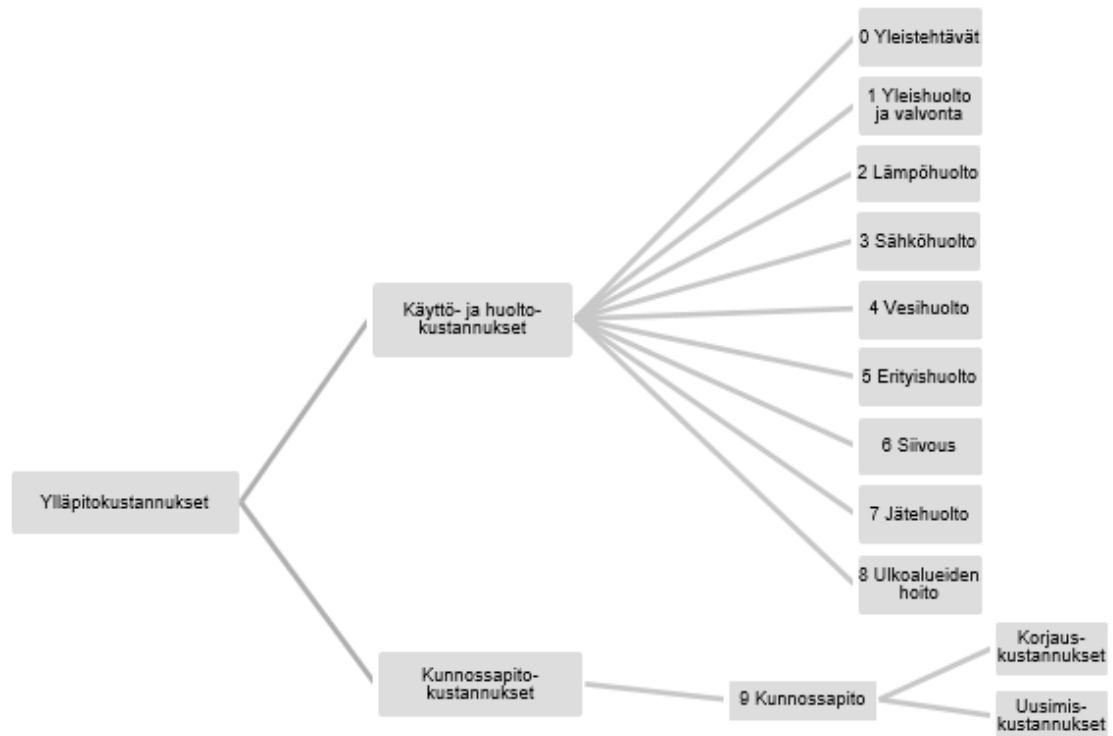 0 Yleistehtävät
1 Yleishuolto
ja valvonta
2 Lämpöhuolto
3 Sähköhuolto
Käyttö- ja huolto-
kustannukset
4 Vesihuolto
5 Erityishuolto
6 Siivous
Ylläpitokustannukset
7 Jätehuolto
8 Ulkoalueiden
hoito
Kunnossapito-
kustannukset
9 Kunnossapito
Korjaus-
kustannukset
Uusimis-
kustannukset